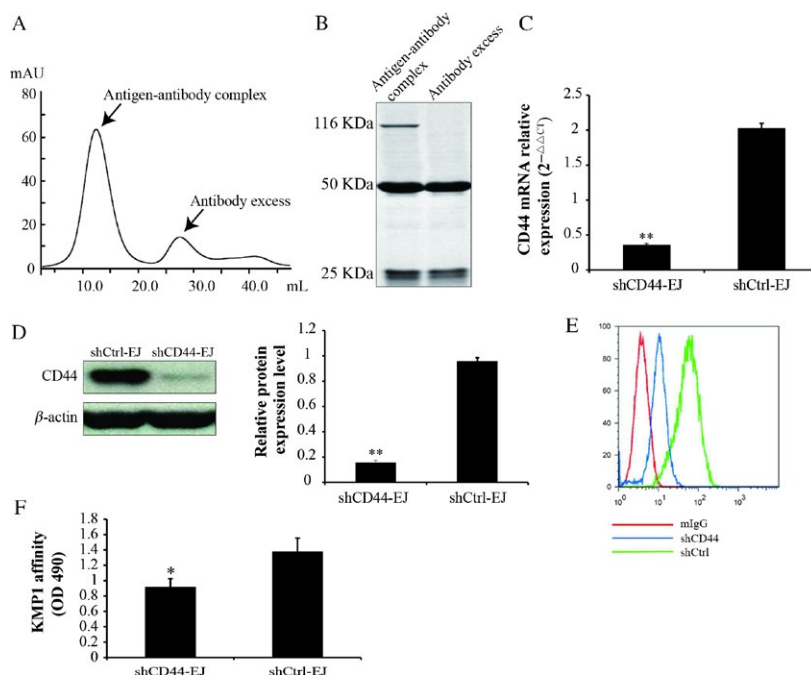 A
mAU
80
60
40
20
0
Antigen-antibody complex
Antibody excess
10.0 20.0 30.0 40.0 mL
B
Antigen-antibody
complex
Antibody excess
116 KDa
50 KDa
25 KDa
C
CD44 mRNA relative
expression (2−△△CT)
2.5
2
1.5
1
0.5
0
**
shCD44-EJ shCtrl-EJ
D
shCtrl-EJ shCD44-EJ
CD44
β-actin
Relative protein
expression level
1.2
1
0.8
0.6
0.4
0.2
0
**
shCD44-EJ shCtrl-EJ
E
100
80
60
40
20
0
10⁰ 10¹ 10² 10³
mIgG
shCD44
shCtrl
F
KMP1 affinity
(OD 490)
1.8
1.6
1.4
1.2
1
0.8
0.6
0.4
0.2
0
*
shCD44-EJ shCtrl-EJ